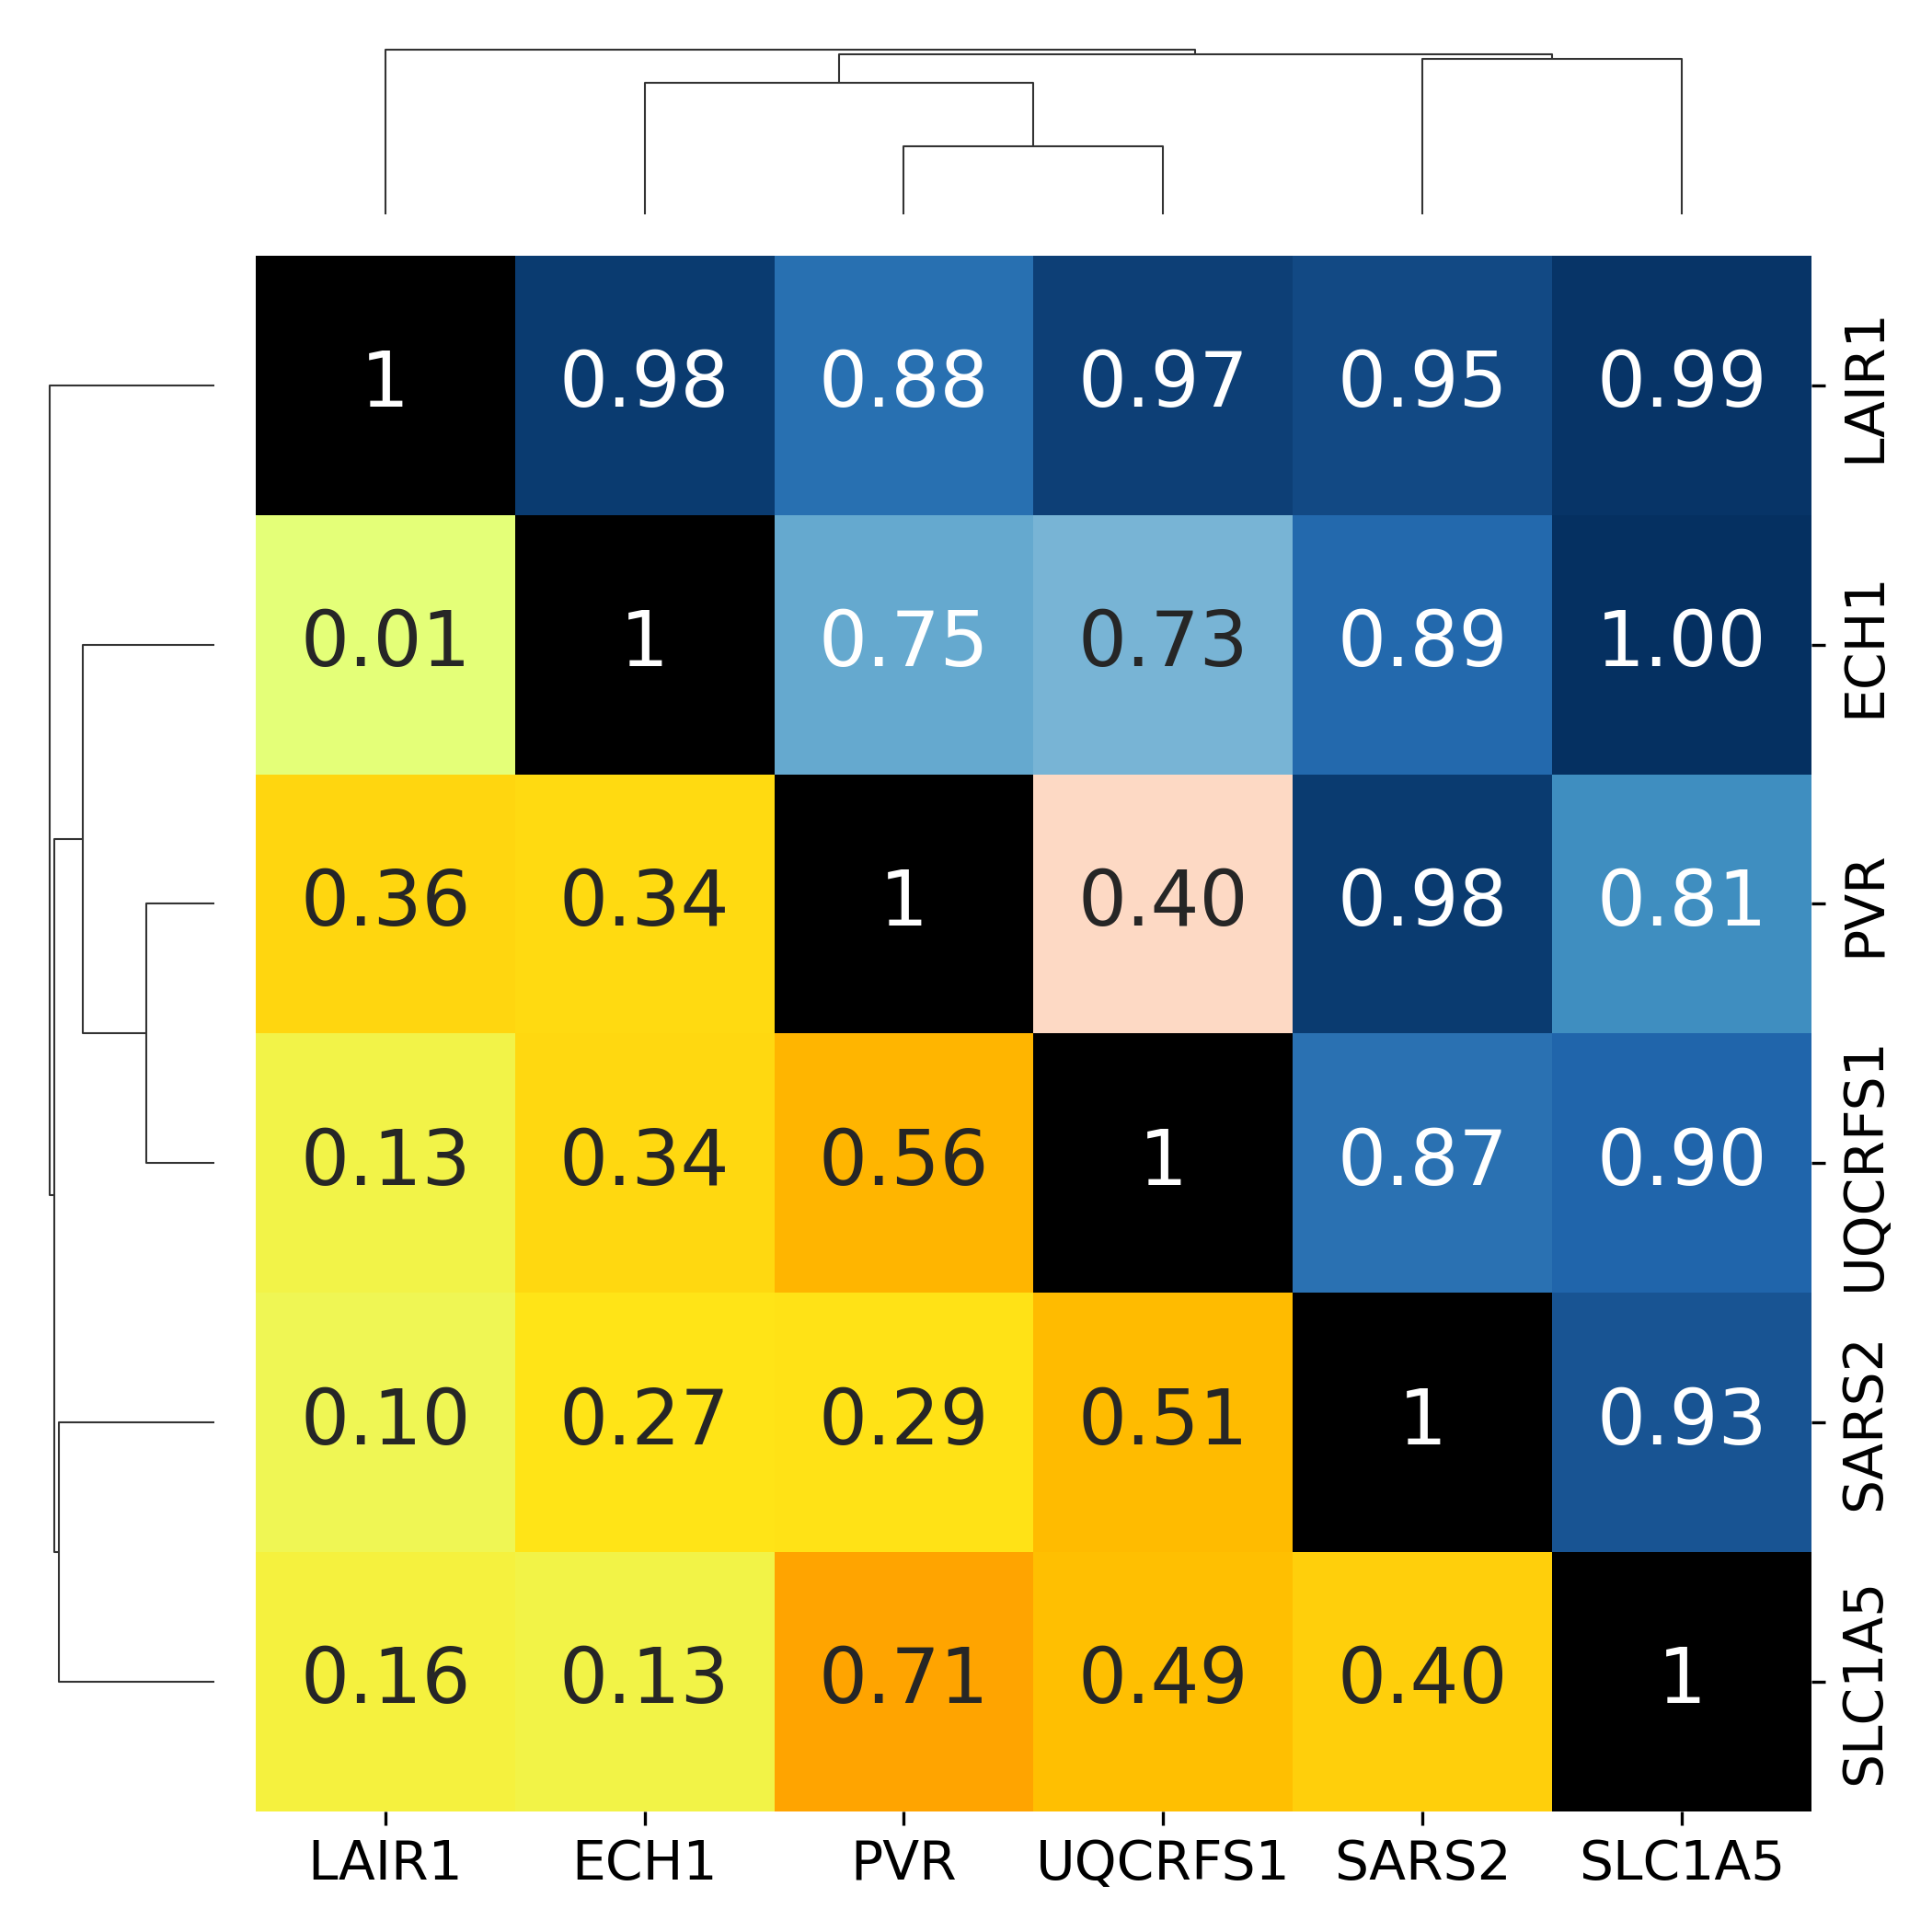 1 0.98 0.88 0.97 0.95 0.99 LAIR1
0.01 1 0.75 0.73 0.89 1.00 ECH1
0.36 0.34 1 0.40 0.98 0.81 PVR
0.13 0.34 0.56 1 0.87 0.90 UQCRFS1
0.10 0.27 0.29 0.51 1 0.93 SARS2
0.16 0.13 0.71 0.49 0.40 1 SLC1A5
LAIR1 ECH1 PVR UQCRFS1 SARS2 SLC1A5